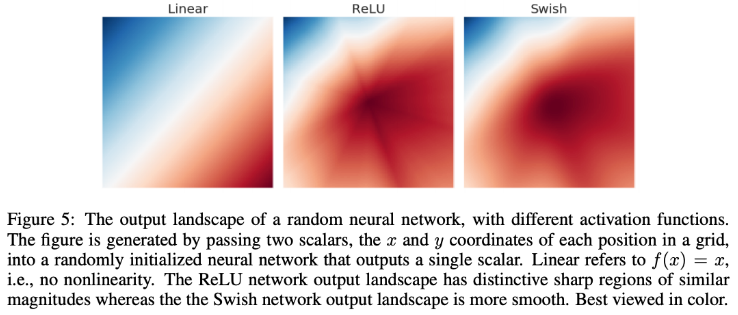 Linear
ReLU
Swish
Figure 5: The output landscape of a random neural network, with different activation functions.
The figure is generated by passing two scalars, the x and y coordinates of each position in a grid,
into a randomly initialized neural network that outputs a single scalar. Linear refers to f(x) = x,
i.e., no nonlinearity. The ReLU network output landscape has distinctive sharp regions of similar
magnitudes whereas the the Swish network output landscape is more smooth. Best viewed in color.